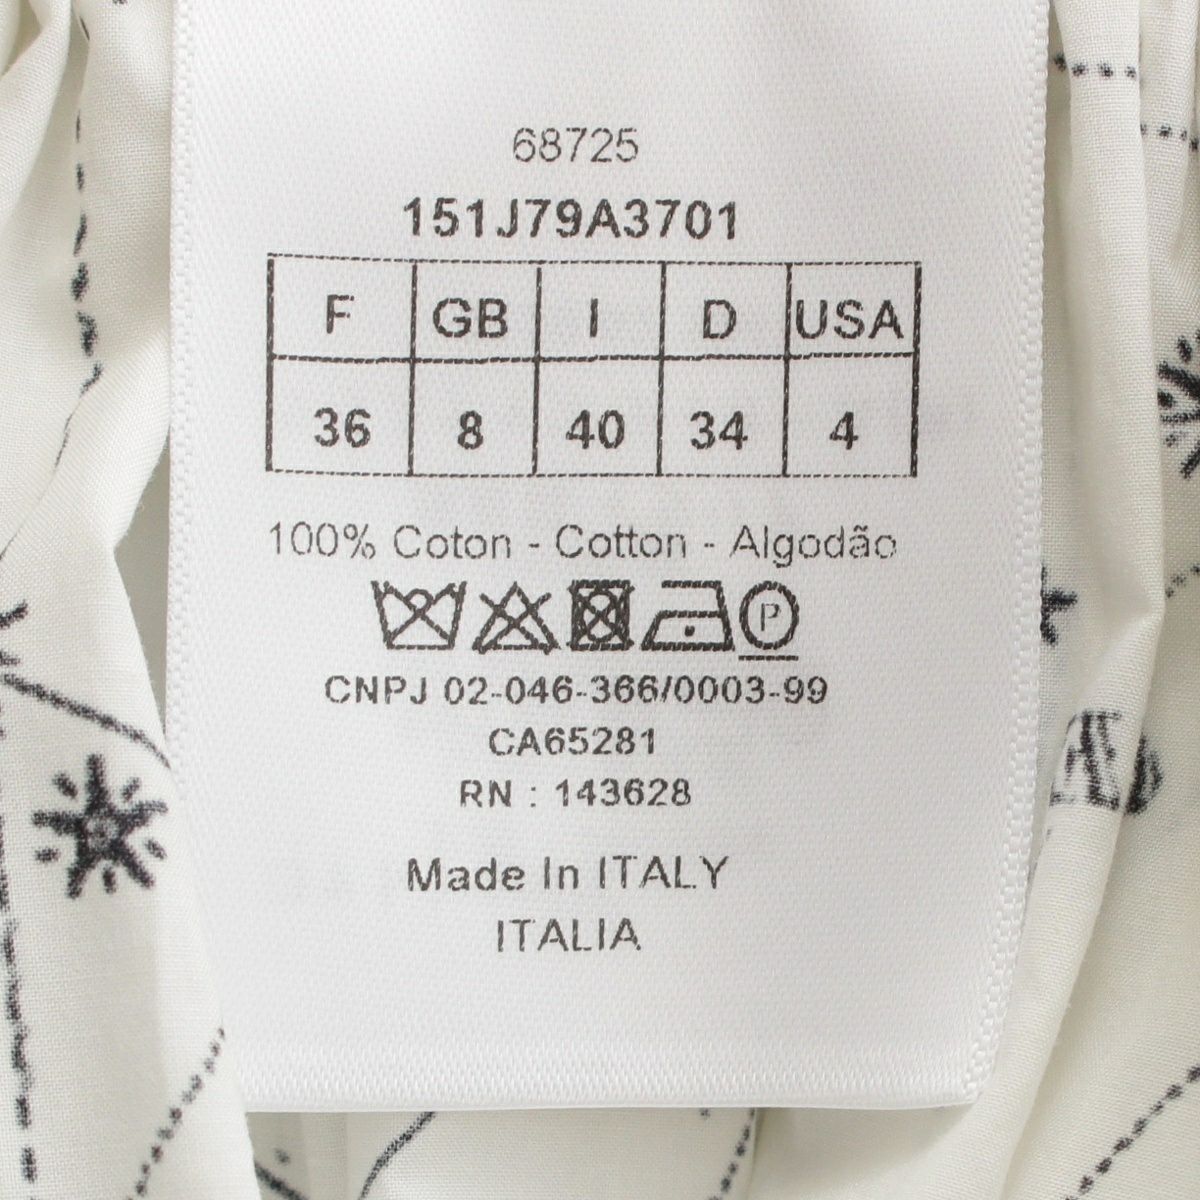 68725
151J79A3701
F GB I D USA
36 8 40 34 4
100% Coton - Cotton - Algodão
P
CNPJ 02-046-366/0003-99
CA65281
RN : 143628
Made In ITALY
ITALIA